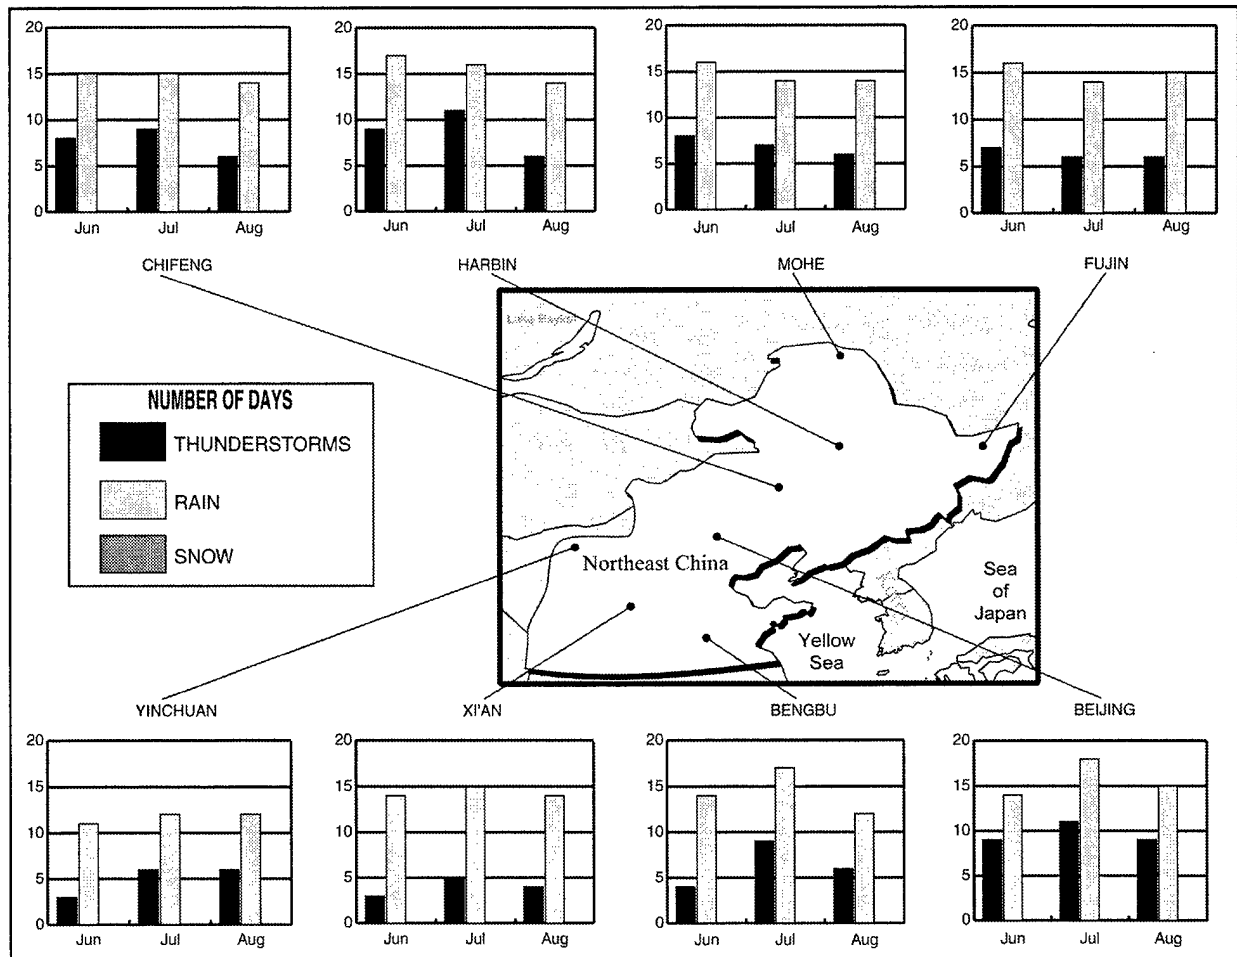 20
15
10
5
0
Jun
Jul
Aug
20
15
10
5
0
Jun
Jul
Aug
20
15
10
5
0
Jun
Jul
Aug
20
15
10
5
0
Jun
Jul
Aug
CHIFENG
HARBIN
MOHE
FUJIN
Lake Baykal
NUMBER OF DAYS
THUNDERSTORMS
RAIN
SNOW
Northeast China
Sea
of
Japan
Yellow
Sea
YINCHUAN
XI'AN
BENGBU
BEIJING
20
15
10
5
0
Jun
Jul
Aug
20
15
10
5
0
Jun
Jul
Aug
20
15
10
5
0
Jun
Jul
Aug
20
15
10
5
0
Jun
Jul
Aug